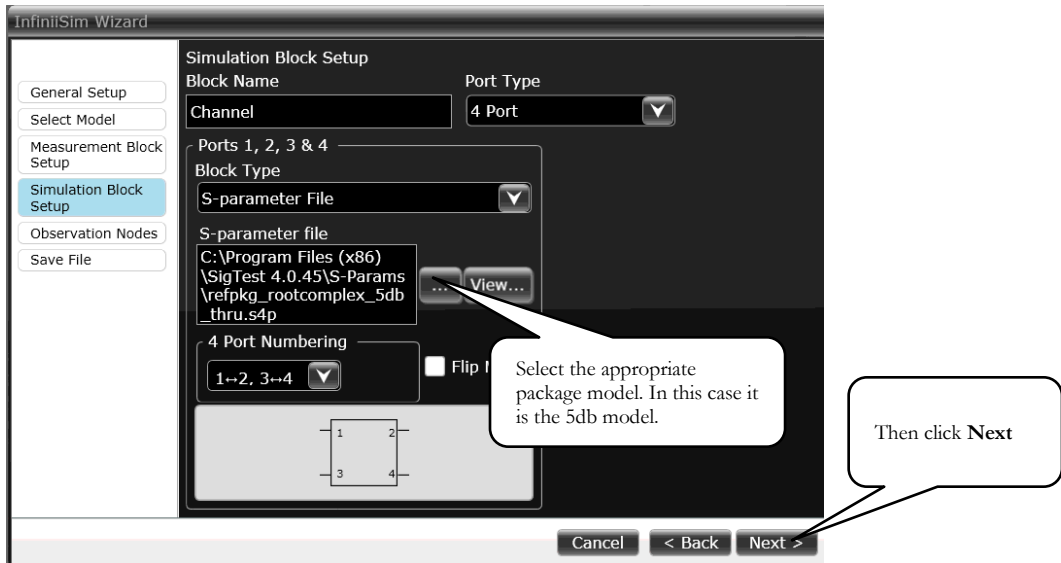 InfiniiSim Wizard
General Setup
Select Model
Measurement Block
Setup
Simulation Block
Setup
Observation Nodes
Save File
Simulation Block Setup
Block Name
Port Type
Channel
4 Port
Ports 1, 2, 3 & 4
Block Type
S-parameter File
S-parameter file
C:\Program Files (x86)
\SigTest 4.0.45\S-Params
\refpkg_rootcomplex_5db
_thru.s4p
...
View...
4 Port Numbering
1↔2, 3↔4
Flip
1 2
3 4
Select the appropriate
package model. In this case it
is the 5db model.
Then click Next
Cancel
< Back
Next >